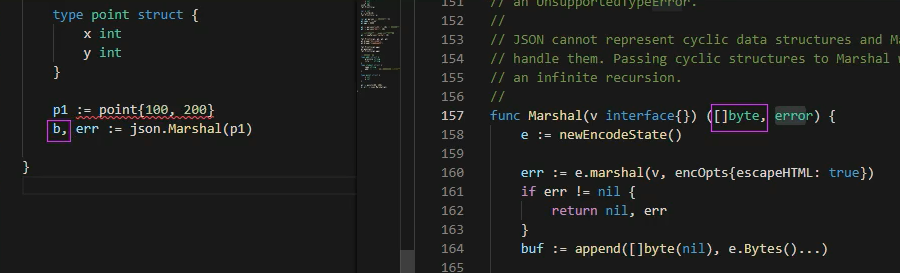 type point struct {
x int
y int
}
p1 := point{100, 200}
b, err := json.Marshal(p1)
}
151 // an UnsupportedTypeError.
152 //
153 // JSON cannot represent cyclic data structures and Ma
154 // handle them. Passing cyclic structures to Marshal
155 // an infinite recursion.
156 //
157 func Marshal(v interface{}) ([]byte, error) {
158 e := newEncodeState()
159
160 err := e.marshal(v, encOpts{escapeHTML: true})
161 if err != nil {
162 return nil, err
163 }
164 buf := append([]byte(nil), e.Bytes()...)
165